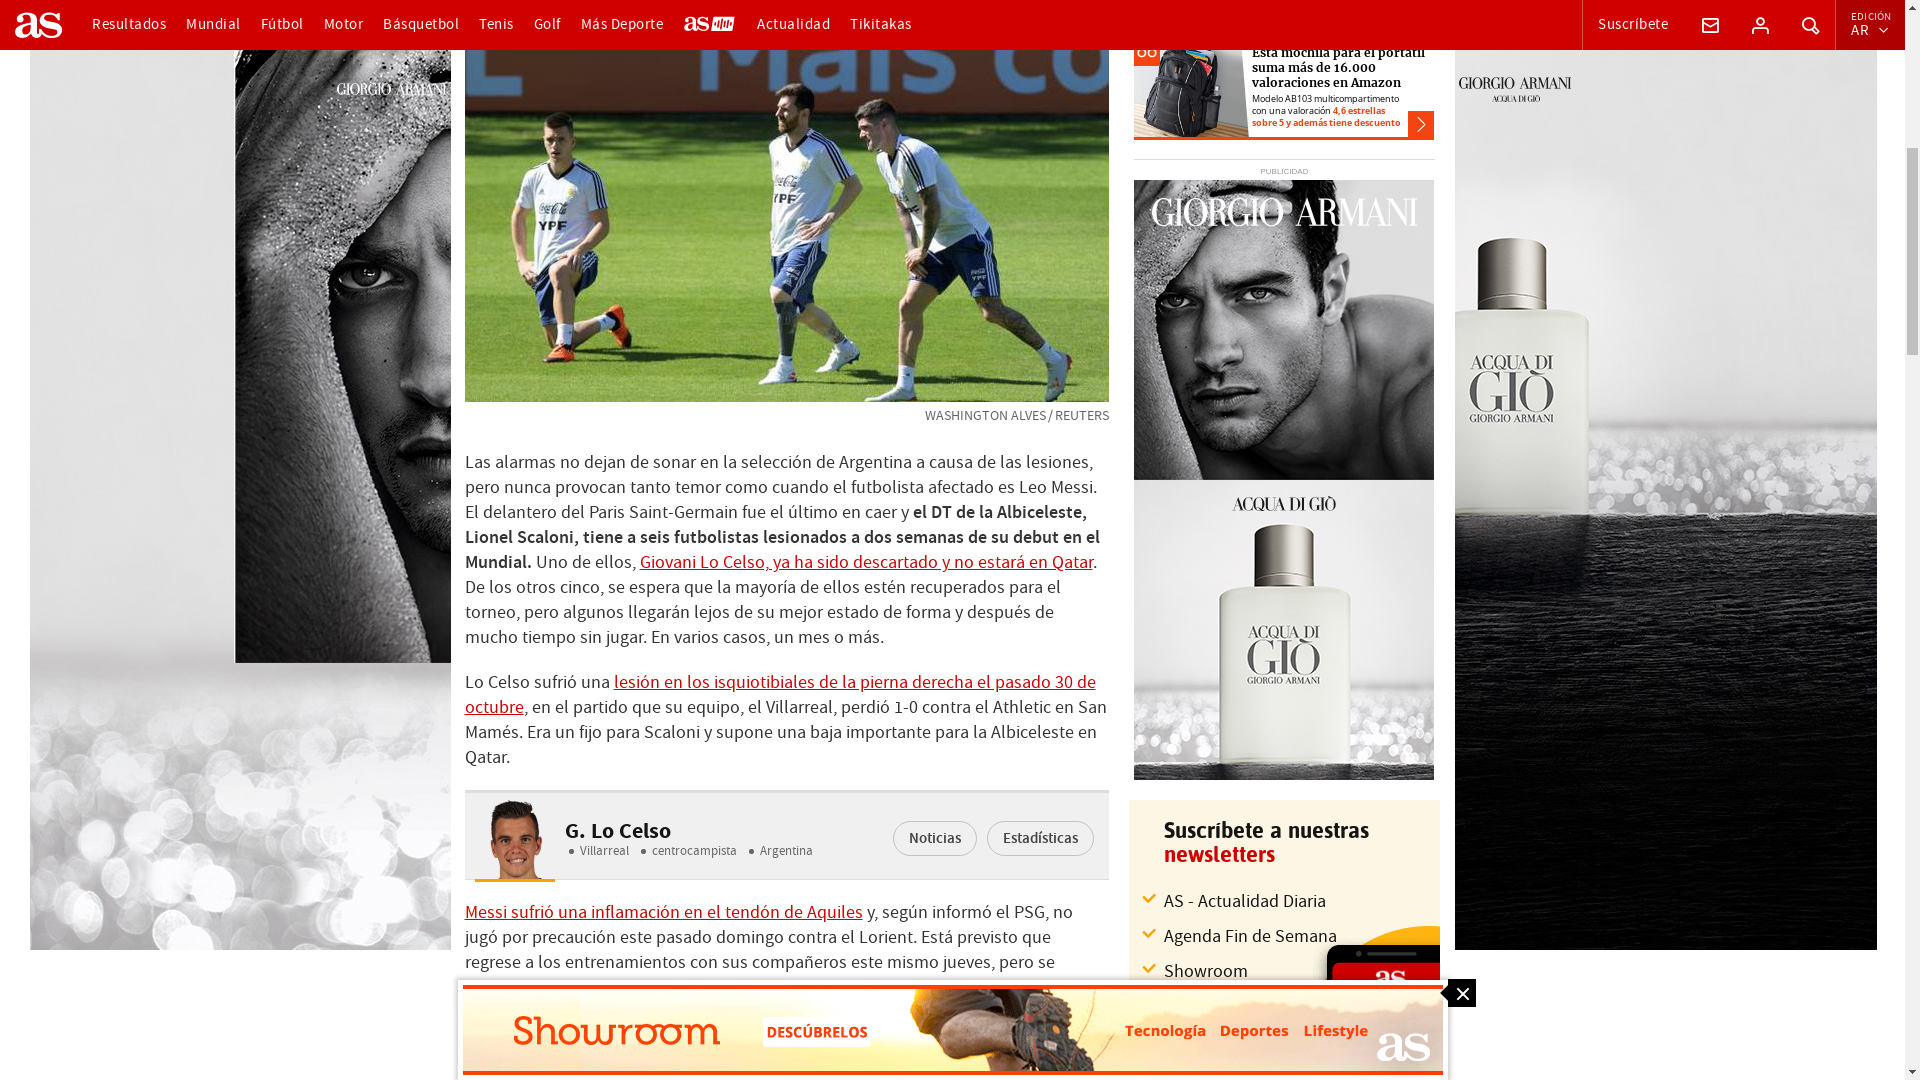 as Resultados Mundial Fútbol Motor Básquetbol Tenis Golf Más Deporte as Actualidad Tikitakas Suscríbete EDICIÓN AR
GIORGIO ARMANI
Más co
YPF
YPF
WASHINGTON ALVES / REUTERS
Las alarmas no dejan de sonar en la selección de Argentina a causa de las lesiones,
pero nunca provocan tanto temor como cuando el futbolista afectado es Leo Messi.
El delantero del Paris Saint-Germain fue el último en caer y el DT de la Albiceleste,
Lionel Scaloni, tiene a seis futbolistas lesionados a dos semanas de su debut en el
Mundial. Uno de ellos, Giovani Lo Celso, ya ha sido descartado y no estará en Qatar.
De los otros cinco, se espera que la mayoría de ellos estén recuperados para el
torneo, pero algunos llegarán lejos de su mejor estado de forma y después de
mucho tiempo sin jugar. En varios casos, un mes o más.
Lo Celso sufrió una lesión en los isquiotibiales de la pierna derecha el pasado 30 de
octubre, en el partido que su equipo, el Villarreal, perdió 1-0 contra el Athletic en San
Mamés. Era un fijo para Scaloni y supone una baja importante para la Albiceleste en
Qatar.
G. Lo Celso
Villarreal centrocampista Argentina
Noticias Estadísticas
Messi sufrió una inflamación en el tendón de Aquiles y, según informó el PSG, no
jugó por precaución este pasado domingo contra el Lorient. Está previsto que
regrese a los entrenamientos con sus compañeros este mismo jueves, pero se
Esta mochila para el portátil
suma más de 16.000
valoraciones en Amazon
Modelo AB103 multicompartimento
con una valoración 4,6 estrellas
sobre 5 y además tiene descuento
PUBLICIDAD
GIORGIO ARMANI
ACQUA DI GIÒ
ACQUA DI
GIÒ
GIORGIO ARMANI
Suscríbete a nuestras
newsletters
AS - Actualidad Diaria
Agenda Fin de Semana
Showroom
as
GIORGIO ARMANI
ACQUA DI GIÒ
ACQUA DI
GIÒ
GIORGIO ARMANI
Showroom DESCÚBRELOS Tecnología Deportes Lifestyle as